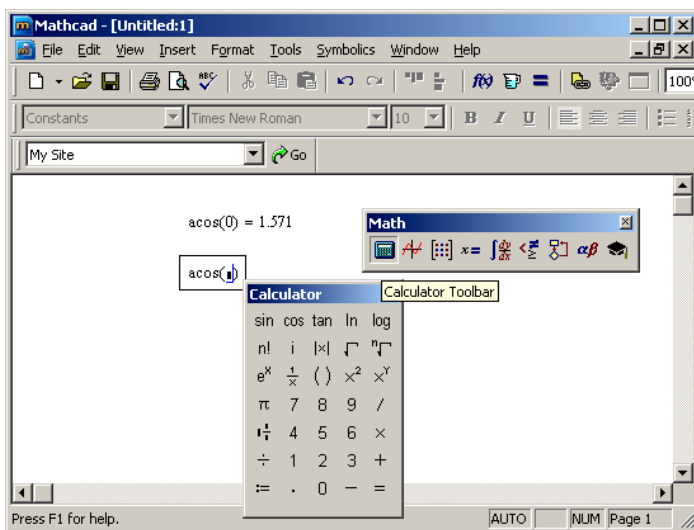 Mathcad - [Untitled:1]
File Edit View Insert Format Tools Symbolics Window Help
ABC f(x) = 100%
Constants Times New Roman 10 B I U
My Site Go
acos(0) = 1.571
Math
x= αβ
acos(
Calculator Toolbar
Calculator
sin cos tan ln log
n! i |×| √ ⁿ√
eˣ 1/x ( ) ×² ×ʸ
π 7 8 9 /
4 5 6 ×
÷ 1 2 3 +
:= . 0 − =
Press F1 for help. AUTO NUM Page 1